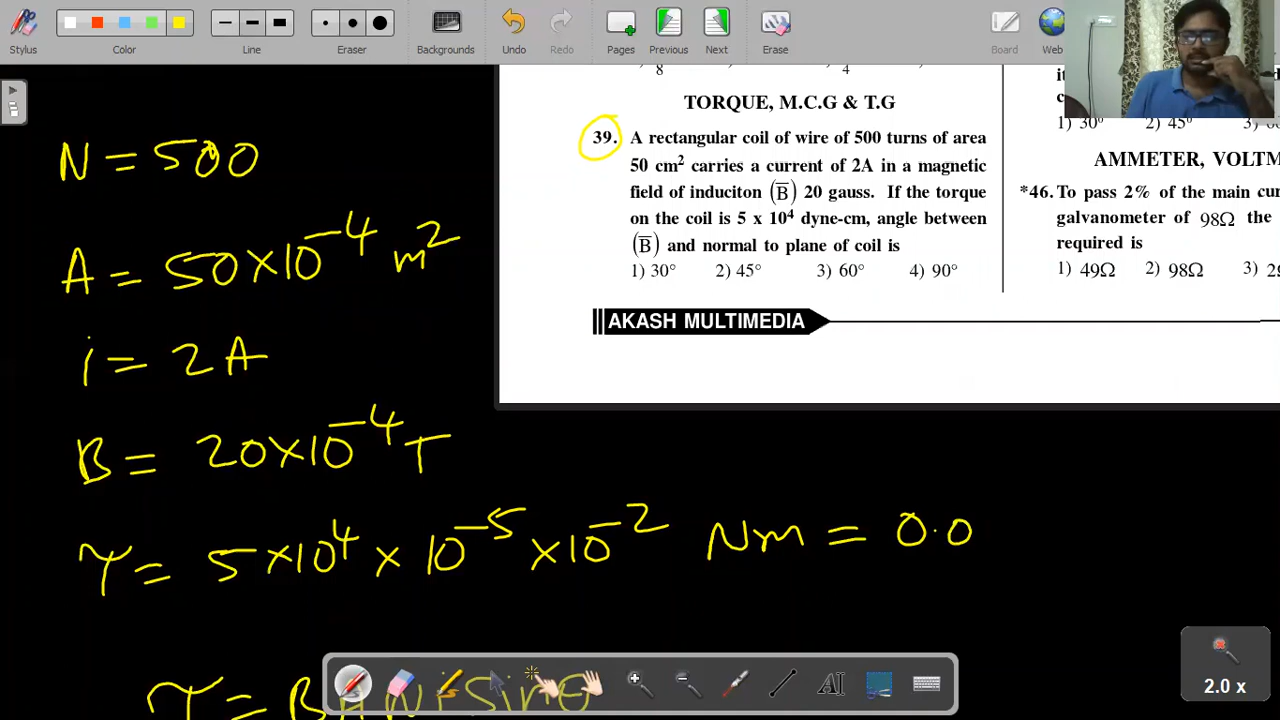 Stylus Color Line Eraser Backgrounds Undo Redo Pages Previous Next Erase Board Web
N = 500
A = 50×10⁻⁴ m²
i = 2A
B = 20×10⁻⁴ T
τ = 5×10⁴ × 10⁻⁵ × 10⁻² Nm = 0.0
τ = BANi sinθ
8 4
TORQUE, M.C.G & T.G
39. A rectangular coil of wire of 500 turns of area
50 cm² carries a current of 2A in a magnetic
field of induciton (B̅) 20 gauss. If the torque
on the coil is 5 x 10⁴ dyne-cm, angle between
(B̅) and normal to plane of coil is
1) 30° 2) 45° 3) 60° 4) 90°
AKASH MULTIMEDIA
1) 30° 2) 45°
AMMETER, VOLTM
*46. To pass 2% of the main cur
galvanometer of 98Ω the
required is
1) 49Ω 2) 98Ω 3)
2.0 x